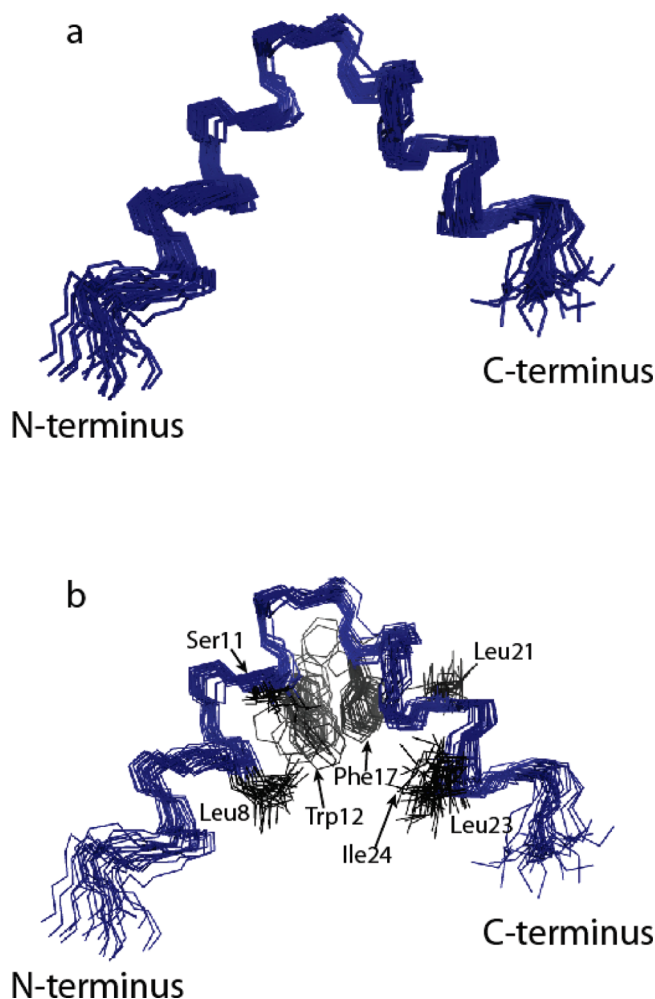 a
C-terminus
N-terminus
b
Ser11
Leu21
Phe17
Leu8
Trp12
Leu23
Ile24
C-terminus
N-terminus